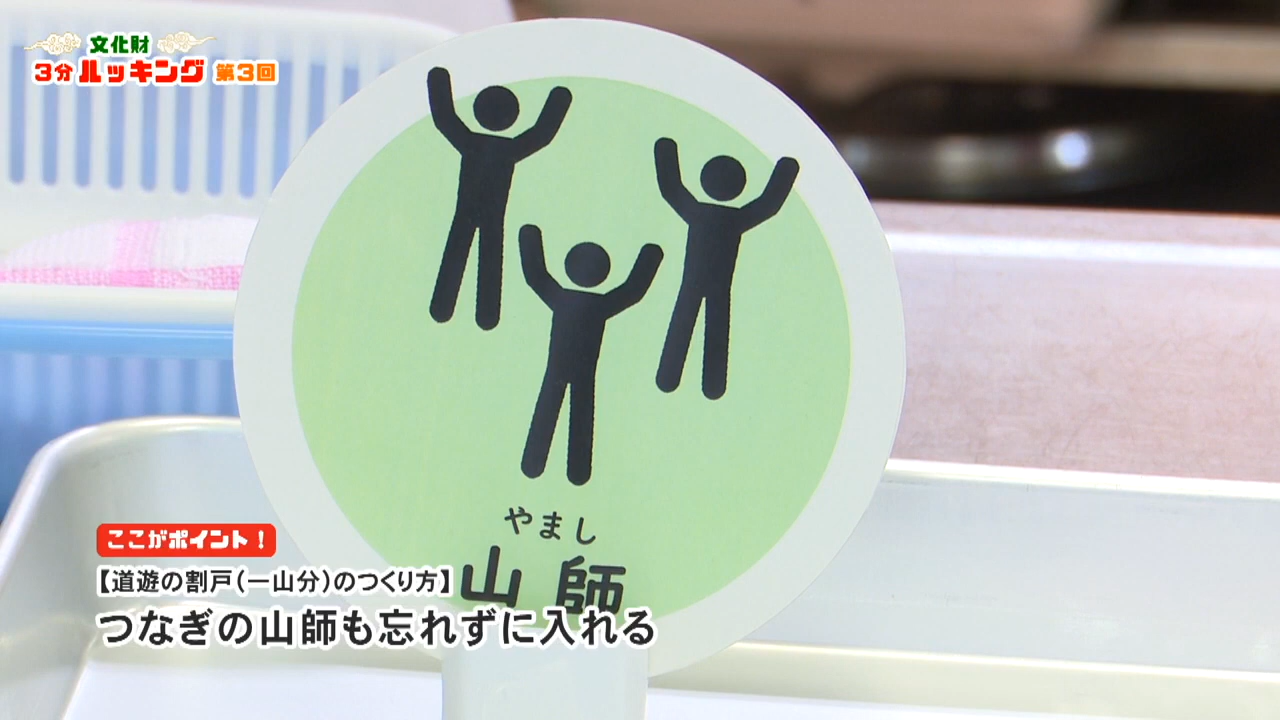 文化財
3分ルッキング 第3回
やまし
山師
ここがポイント！
【道遊の割戸（一山分）のつくり方】
つなぎの山師も忘れずに入れる